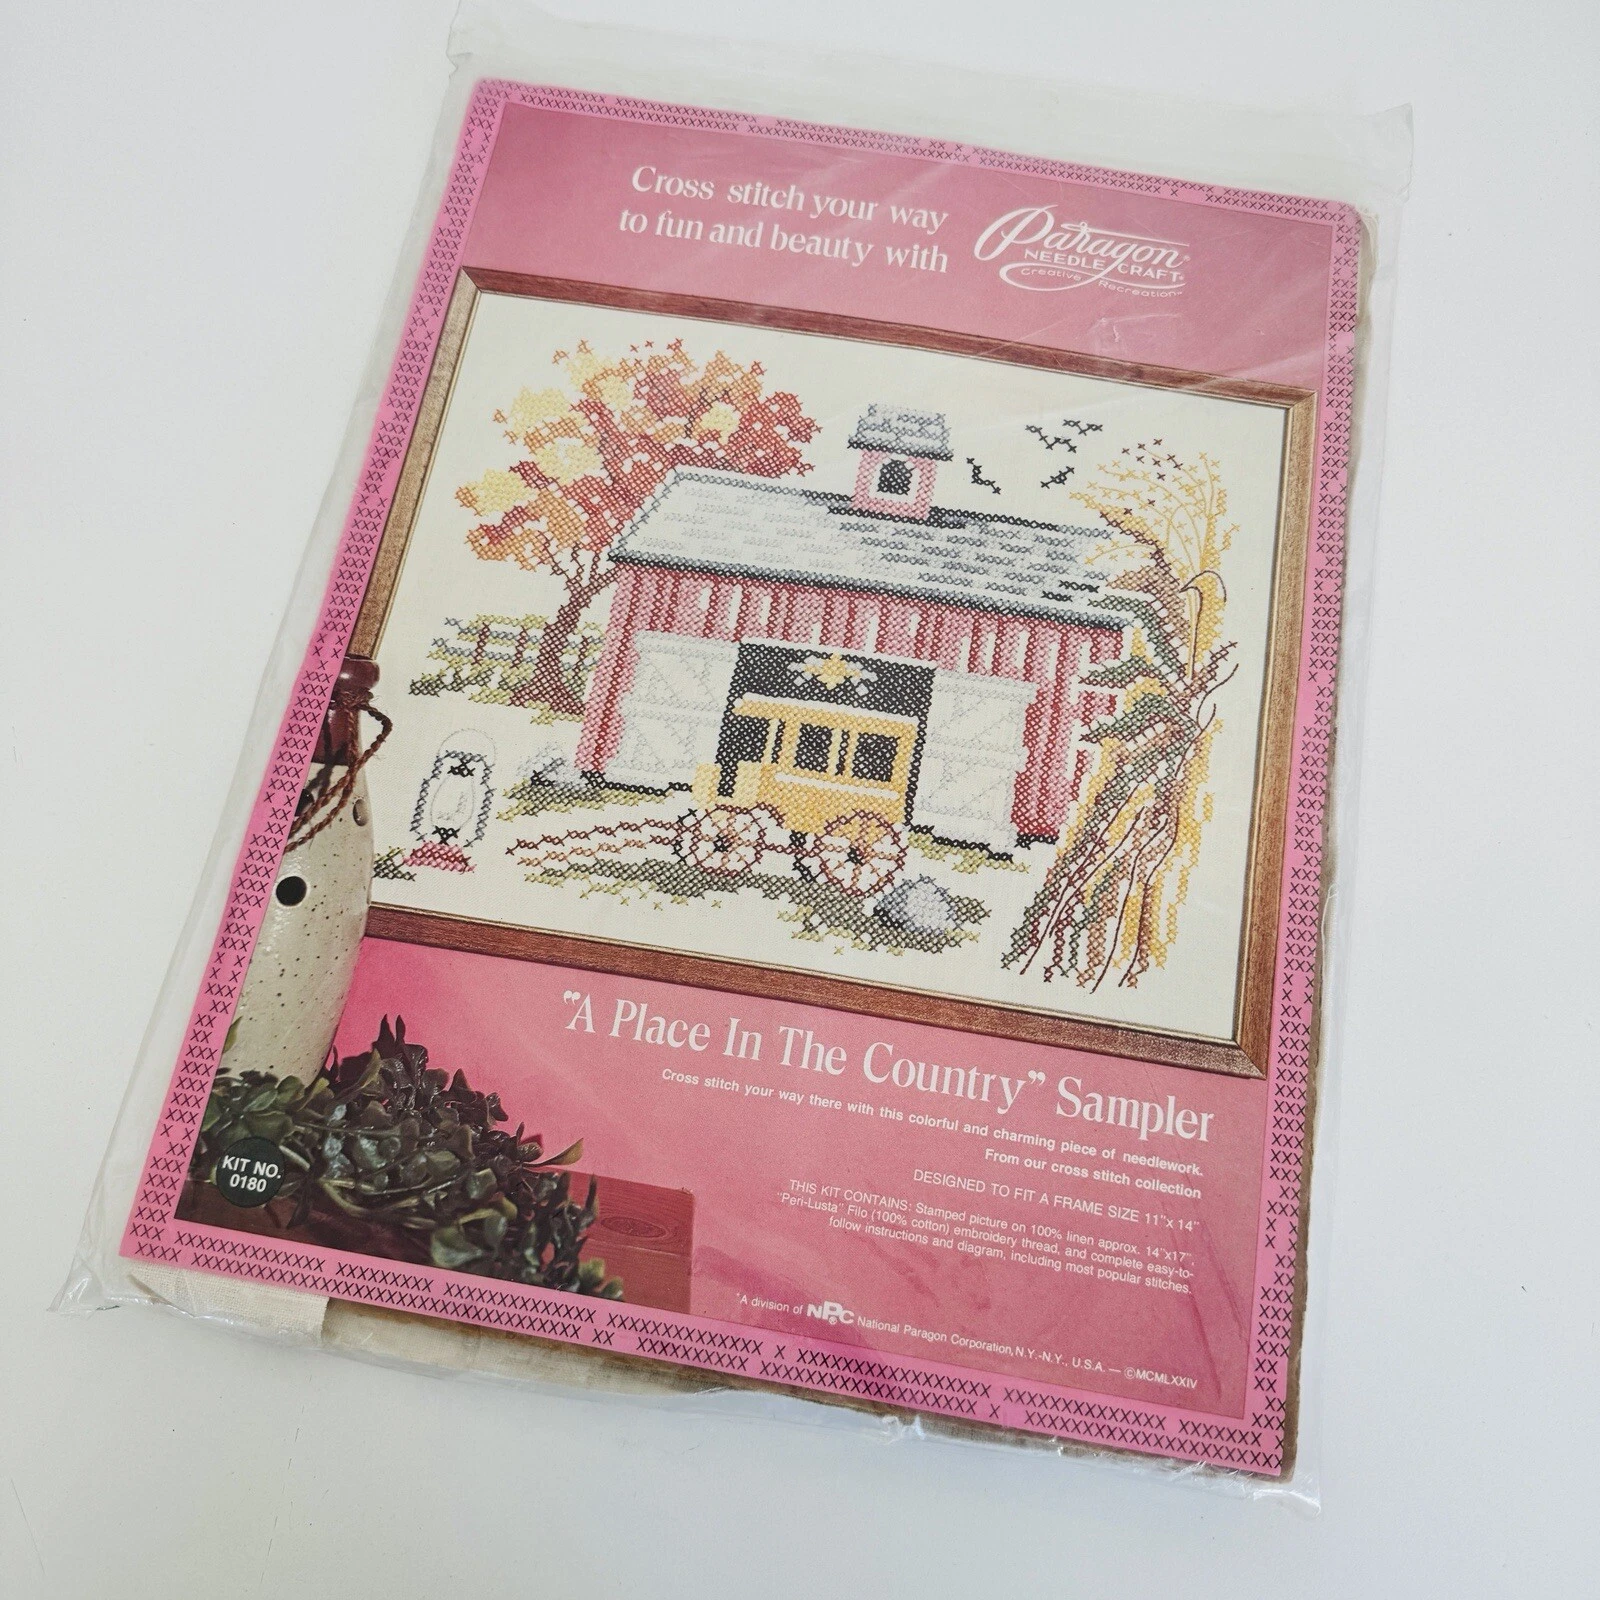 Cross stitch your way
to fun and beauty with
Paragon®
NEEDLE CRAFT*
Creative
Recreation™
"A Place In The Country" Sampler
Cross stitch your way there with this colorful and charming piece of needlework.
From our cross stitch collection
DESIGNED TO FIT A FRAME SIZE 11"x 14"
THIS KIT CONTAINS: Stamped picture on 100% linen approx. 14"x17",
"Peri-Lusta" Filo (100% cotton) embroidery thread, and complete easy-to-
follow instructions and diagram, including most popular stitches.
KIT NO.
0180
*A division of NPC® National Paragon Corporation, N.Y.-N.Y., U.S.A. — ©MCMLXXIV